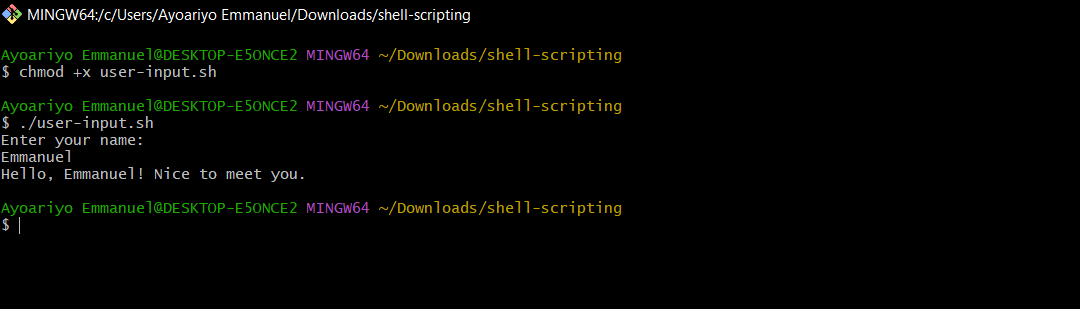 MINGW64:/c/Users/Ayoariyo Emmanuel/Downloads/shell-scripting
Ayoariyo Emmanuel@DESKTOP-E5ONCE2 MINGW64 ~/Downloads/shell-scripting
$ chmod +x user-input.sh
Ayoariyo Emmanuel@DESKTOP-E5ONCE2 MINGW64 ~/Downloads/shell-scripting
$ ./user-input.sh
Enter your name:
Emmanuel
Hello, Emmanuel! Nice to meet you.
Ayoariyo Emmanuel@DESKTOP-E5ONCE2 MINGW64 ~/Downloads/shell-scripting
$